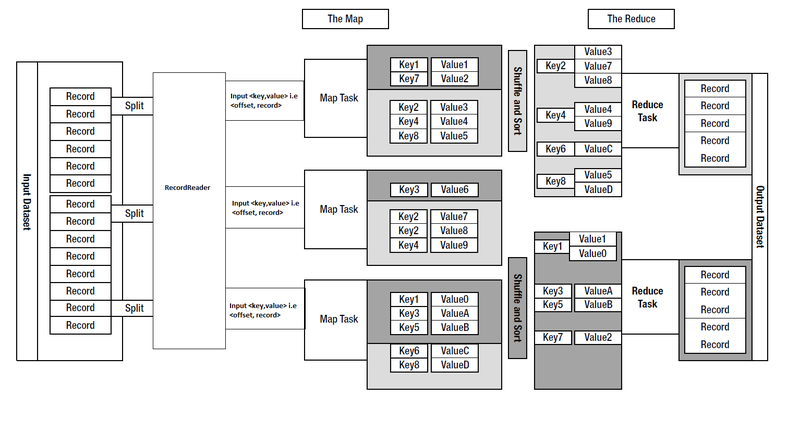 The Map
The Reduce
Input Dataset
Record
Record
Record
Record
Record
Record
Record
Record
Record
Record
Record
Record
Record
Record
Split
Split
Split
RecordReader
Input <key,value> i.e
<offset, record>
Input <key,value> i.e
<offset, record>
Input <key,value> i.e
<offset, record>
Map Task
Key1 Value1
Key7 Value2
Key2 Value3
Key4 Value4
Key8 Value5
Map Task
Key3 Value6
Key2 Value7
Key2 Value8
Key4 Value9
Map Task
Key1 Value0
Key3 ValueA
Key5 ValueB
Key6 ValueC
Key8 ValueD
Shuffle and Sort
Shuffle and Sort
Value3
Key2 Value7
Value8
Key4 Value4
Value9
Key6 ValueC
Key8 Value5
ValueD
Reduce
Task
Record
Record
Record
Record
Record
Key1 Value1
Value0
Key3 ValueA
Key5 ValueB
Key7 Value2
Reduce
Task
Record
Record
Record
Record
Record
Output Dataset